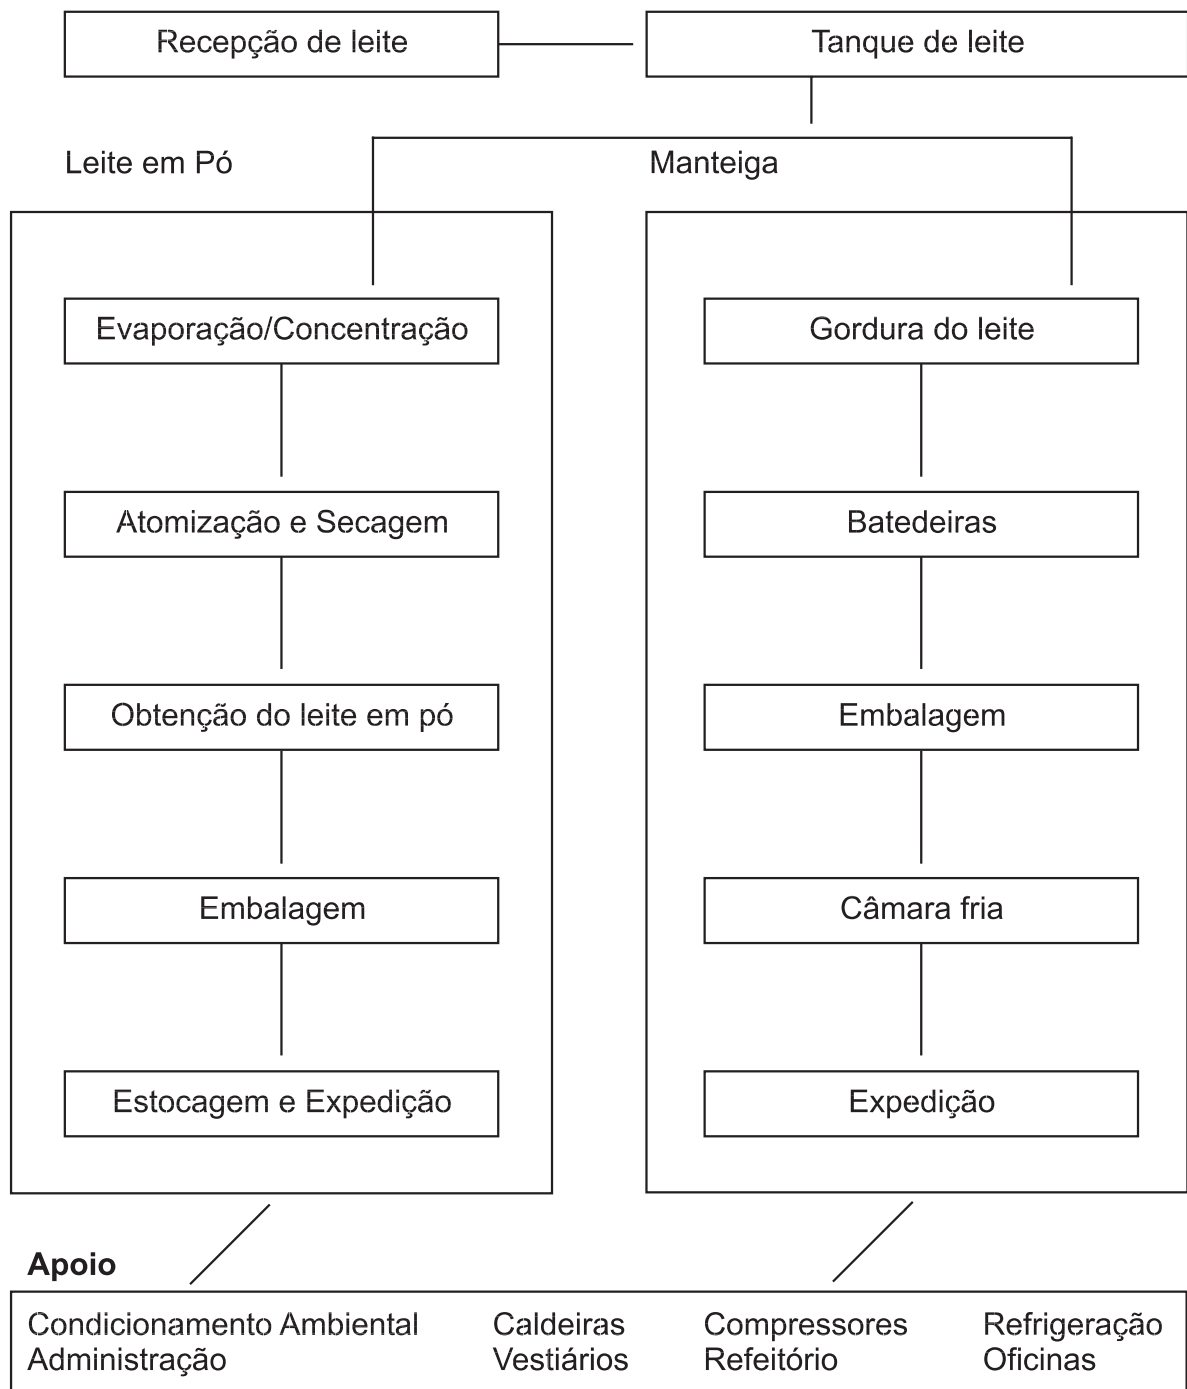 Recepção de leite
Tanque de leite
Leite em Pó
Manteiga
Evaporação/Concentração
Atomização e Secagem
Obtenção do leite em pó
Embalagem
Estocagem e Expedição
Gordura do leite
Batedeiras
Embalagem
Câmara fria
Expedição
Apoio
Condicionamento Ambiental Caldeiras Compressores Refrigeração
Administração Vestiários Refeitório Oficinas